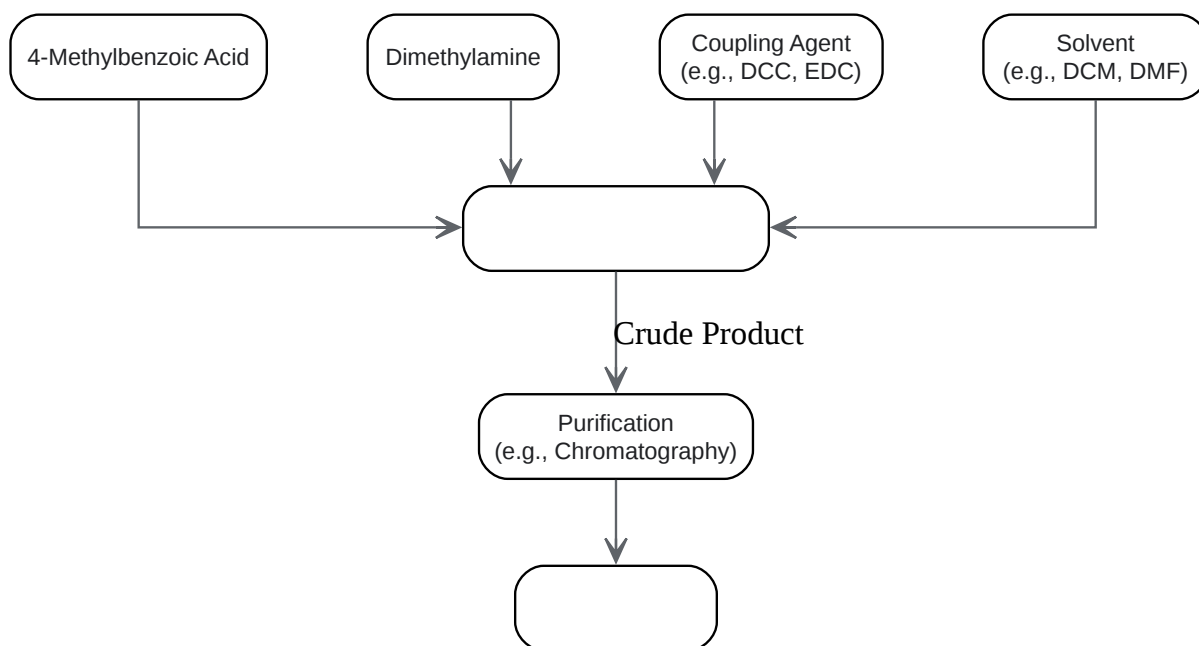 4-Methylbenzoic Acid
Dimethylamine
Coupling Agent
(e.g., DCC, EDC)
Solvent
(e.g., DCM, DMF)
Crude Product
Purification
(e.g., Chromatography)